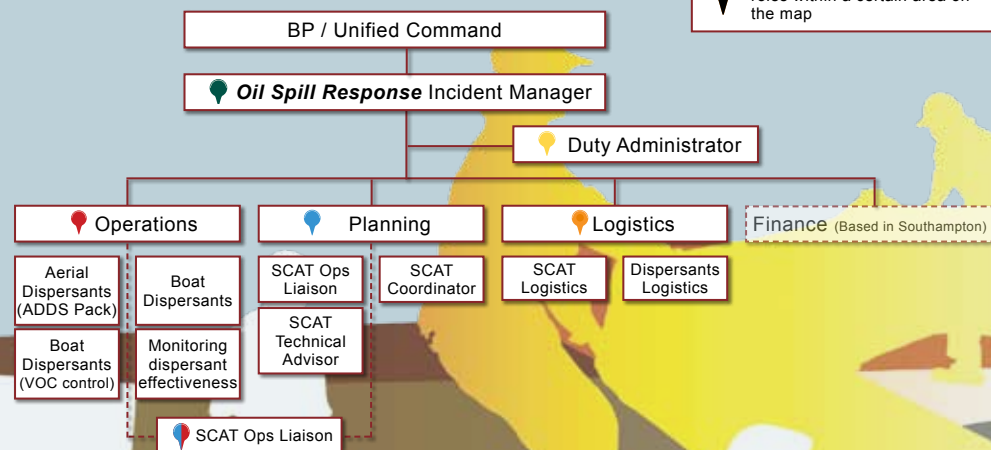 roles within a certain area on
the map
BP / Unified Command
Oil Spill Response Incident Manager
Duty Administrator
Operations
Planning
Logistics
Finance (Based in Southampton)
Aerial
Dispersants
(ADDS Pack)
Boat
Dispersants
Boat
Dispersants
(VOC control)
Monitoring
dispersant
effectiveness
SCAT Ops
Liaison
SCAT
Coordinator
SCAT
Technical
Advisor
SCAT
Logistics
Dispersants
Logistics
SCAT Ops Liaison